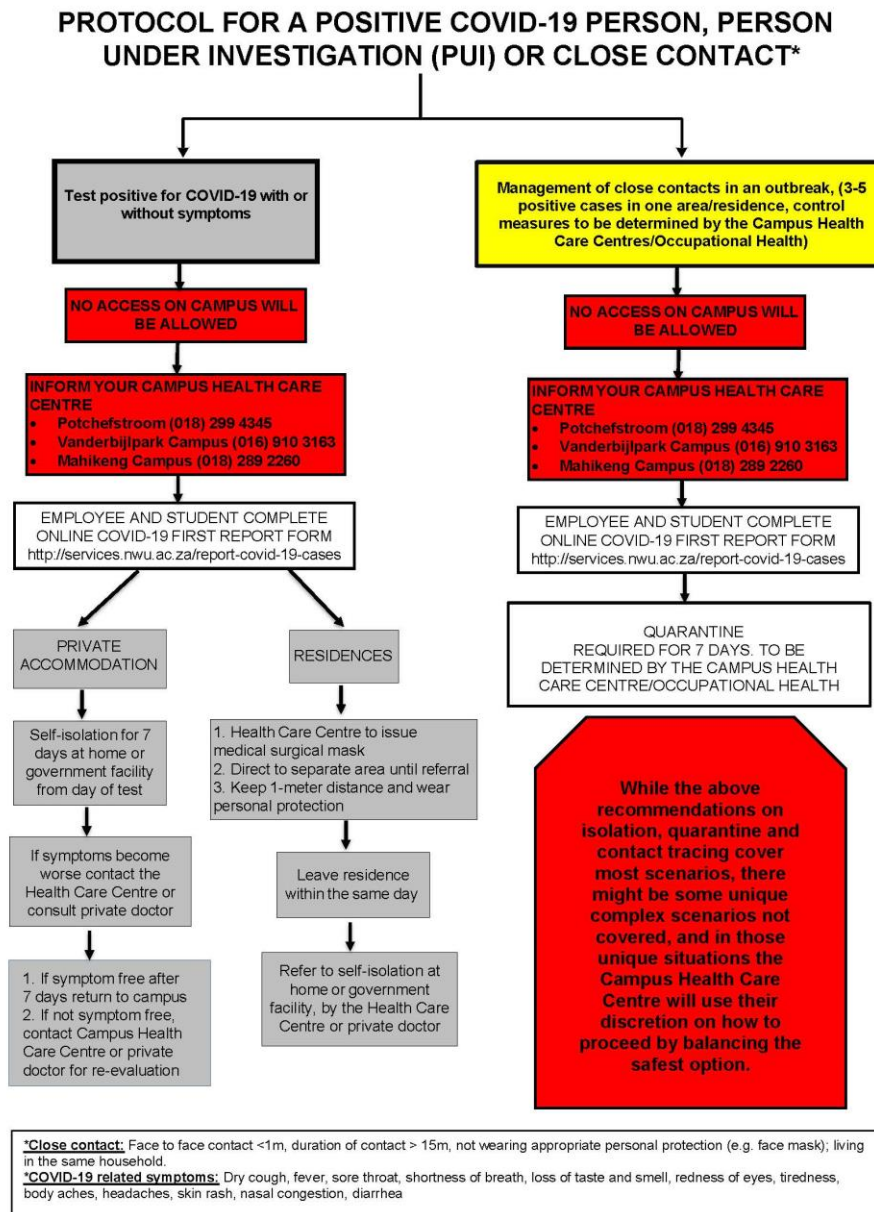 PROTOCOL FOR A POSITIVE COVID-19 PERSON, PERSON
UNDER INVESTIGATION (PUI) OR CLOSE CONTACT*
Test positive for COVID-19 with or
without symptoms
NO ACCESS ON CAMPUS WILL
BE ALLOWED
INFORM YOUR CAMPUS HEALTH CARE
CENTRE
• Potchefstroom (018) 299 4345
• Vanderbijlpark Campus (016) 910 3163
• Mahikeng Campus (018) 289 2260
EMPLOYEE AND STUDENT COMPLETE
ONLINE COVID-19 FIRST REPORT FORM
http://services.nwu.ac.za/report-covid-19-cases
PRIVATE
ACCOMMODATION
Self-isolation for 7
days at home or
government facility
from day of test
If symptoms become
worse contact the
Health Care Centre or
consult private doctor
1. If symptom free after
7 days return to campus
2. If not symptom free,
contact Campus Health
Care Centre or private
doctor for re-evaluation
RESIDENCES
1. Health Care Centre to issue
medical surgical mask
2. Direct to separate area until referral
3. Keep 1-meter distance and wear
personal protection
Leave residence
within the same day
Refer to self-isolation at
home or government
facility, by the Health Care
Centre or private doctor
Management of close contacts in an outbreak, (3-5
positive cases in one area/residence, control
measures to be determined by the Campus Health
Care Centres/Occupational Health)
NO ACCESS ON CAMPUS WILL
BE ALLOWED
INFORM YOUR CAMPUS HEALTH CARE
CENTRE
• Potchefstroom (018) 299 4345
• Vanderbijlpark Campus (016) 910 3163
• Mahikeng Campus (018) 289 2260
EMPLOYEE AND STUDENT COMPLETE
ONLINE COVID-19 FIRST REPORT FORM
http://services.nwu.ac.za/report-covid-19-cases
QUARANTINE
REQUIRED FOR 7 DAYS. TO BE
DETERMINED BY THE CAMPUS HEALTH
CARE CENTRE/OCCUPATIONAL HEALTH
While the above
recommendations on
isolation, quarantine and
contact tracing cover
most scenarios, there
might be some unique
complex scenarios not
covered, and in those
unique situations the
Campus Health Care
Centre will use their
discretion on how to
proceed by balancing the
safest option.
*Close contact: Face to face contact <1m, duration of contact > 15m, not wearing appropriate personal protection (e.g. face mask); living
in the same household.
*COVID-19 related symptoms: Dry cough, fever, sore throat, shortness of breath, loss of taste and smell, redness of eyes, tiredness,
body aches, headaches, skin rash, nasal congestion, diarrhea